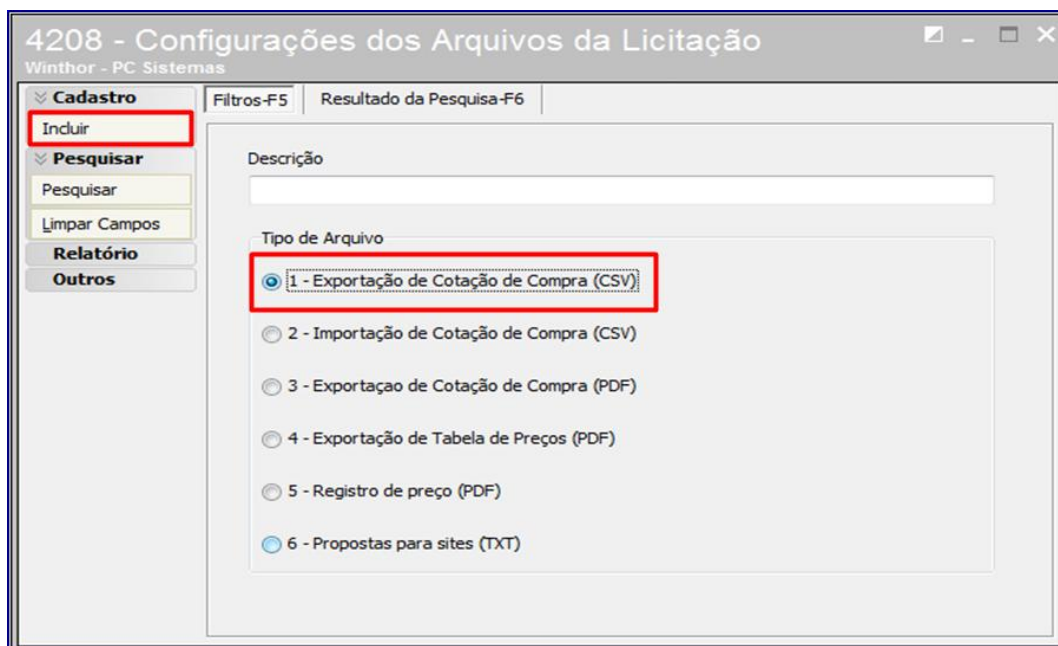 4208 - Configurações dos Arquivos da Licitação
Winthor - PC Sistemas
Cadastro
Incluir
Pesquisar
Pesquisar
Limpar Campos
Relatório
Outros
Filtros-F5
Resultado da Pesquisa-F6
Descrição
Tipo de Arquivo
1 - Exportação de Cotação de Compra (CSV)
2 - Importação de Cotação de Compra (CSV)
3 - Exportaçao de Cotação de Compra (PDF)
4 - Exportação de Tabela de Preços (PDF)
5 - Registro de preço (PDF)
6 - Propostas para sites (TXT)